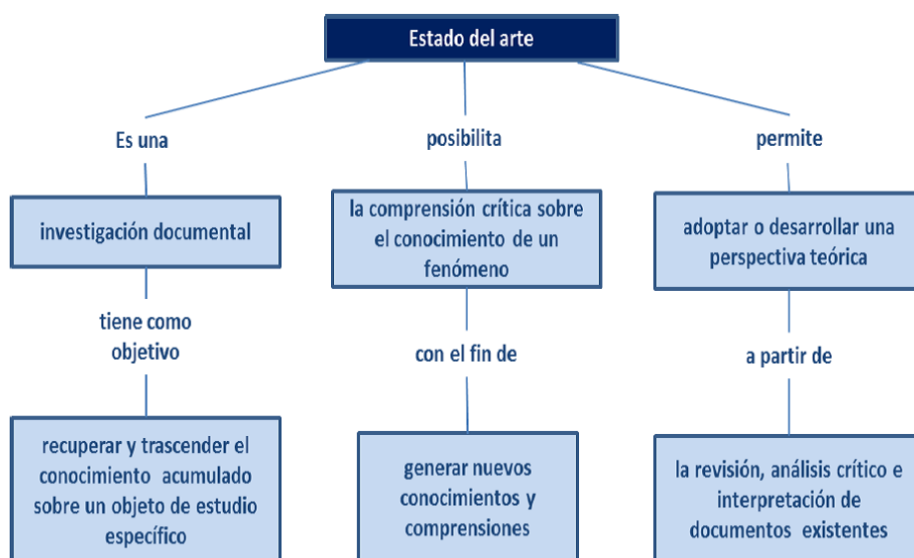 Estado del arte
Es una
posibilita
permite
investigación documental
la comprensión crítica sobre
el conocimiento de un
fenómeno
adoptar o desarrollar una
perspectiva teórica
tiene como
objetivo
con el fin de
a partir de
recuperar y trascender el
conocimiento acumulado
sobre un objeto de estudio
específico
generar nuevos
conocimientos y
comprensiones
la revisión, análisis crítico e
interpretación de
documentos existentes